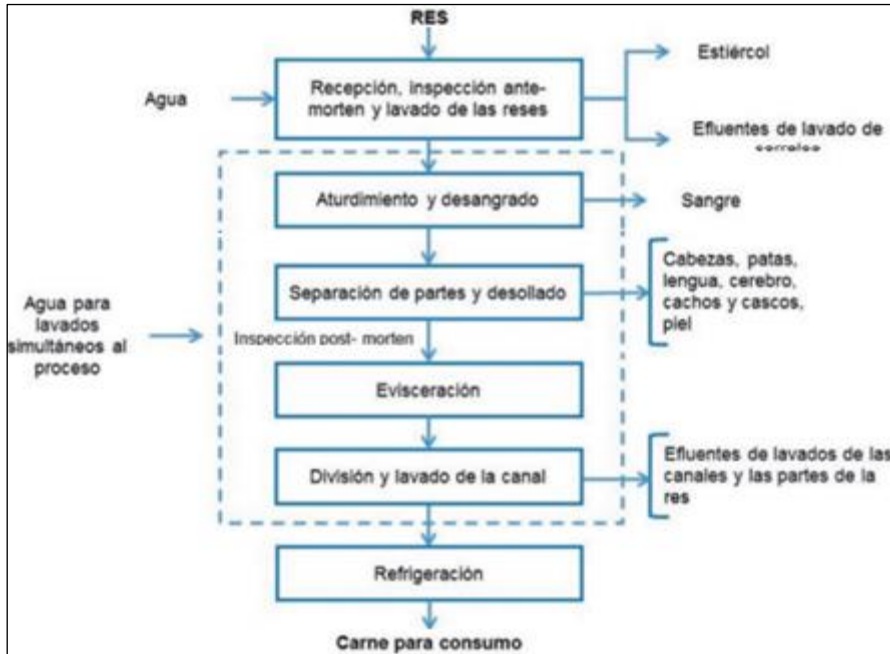 RES
Agua
Recepción, inspección ante-
morten y lavado de las reses
Estiércol
Efluentes de lavado de
Aturdimiento y desangrado
Sangre
Separación de partes y desollado
Cabezas, patas,
lengua, cerebro,
cachos y cascos,
piel
Agua para
lavados
simultáneos al
proceso
Inspección post- morten
Evisceración
División y lavado de la canal
Efluentes de lavados de las
canales y las partes de la
res
Refrigeración
Carne para consumo